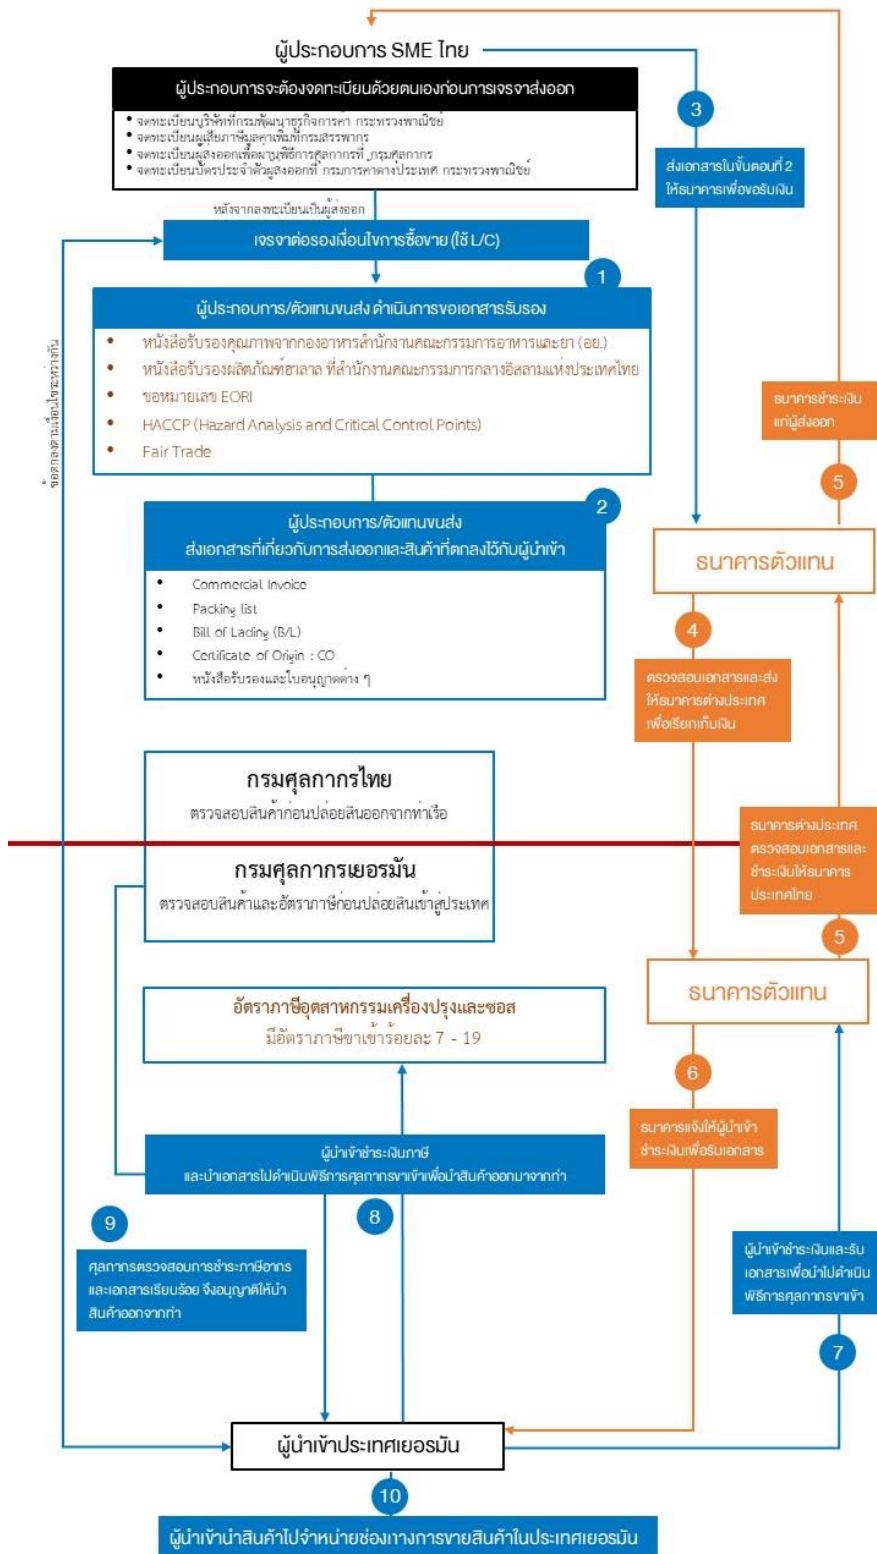 ผู้ประกอบการ SME ไทย
ผู้ประกอบการจะต้องจดทะเบียนด้วยตนเองก่อนการเจรจาส่งออก
• จดทะเบียนบริษัทที่กรมพัฒนาธุรกิจการค้า กระทรวงพาณิชย์
• จดทะเบียนผู้เสียภาษีมูลค่าเพิ่มที่กรมสรรพากร
• จดทะเบียนผู้ส่งออกเพื่อผ่านพิธีการศุลกากรที่ กรมศุลกากร
• จดทะเบียนบัตรประจำตัวผู้ส่งออกที่ กรมการค้าต่างประเทศ กระทรวงพาณิชย์
หลังจากลงทะเบียนเป็นผู้ส่งออก
เจรจาต่อรองเงื่อนไขการซื้อขาย (ใช้ L/C)
ข้อตกลงตามเงื่อนไขระหว่างกัน
1
ผู้ประกอบการ/ตัวแทนขนส่ง ดำเนินการขอเอกสารรับรอง
• หนังสือรับรองคุณภาพจากกองอาหารสำนักงานคณะกรรมการอาหารและยา (อย.)
• หนังสือรับรองผลิตภัณฑ์ฮาลาล ที่สำนักงานคณะกรรมการกลางอิสลามแห่งประเทศไทย
• ขอหมายเลข EORI
• HACCP (Hazard Analysis and Critical Control Points)
• Fair Trade
2
ผู้ประกอบการ/ตัวแทนขนส่ง
ส่งเอกสารที่เกี่ยวกับการส่งออกและสินค้าที่ตกลงไว้กับผู้นำเข้า
• Commercial Invoice
• Packing list
• Bill of Lading (B/L)
• Certificate of Origin : CO
• หนังสือรับรองและใบอนุญาตต่าง ๆ
3
ส่งเอกสารในขั้นตอนที่ 2
ให้ธนาคารเพื่อขอรับเงิน
ธนาคารชำระเงิน
แก่ผู้ส่งออก
5
ธนาคารตัวแทน
4
ตรวจสอบเอกสารและส่ง
ให้ธนาคารต่างประเทศ
เพื่อเรียกเก็บเงิน
กรมศุลกากรไทย
ตรวจสอบสินค้าก่อนปล่อยสินออกจากท่าเรือ
กรมศุลกากรเยอรมัน
ตรวจสอบสินค้าและอัตราภาษีก่อนปล่อยสินเข้าสู่ประเทศ
ธนาคารต่างประเทศ
ตรวจสอบเอกสารและ
ชำระเงินให้ธนาคาร
ประเทศไทย
5
ธนาคารตัวแทน
อัตราภาษีอุตสาหกรรมเครื่องปรุงและซอส
มีอัตราภาษีขาเข้าร้อยละ 7 - 19
6
ธนาคารแจ้งให้ผู้นำเข้า
ชำระเงินเพื่อรับเอกสาร
ผู้นำเข้าชำระเงินภาษี
และนำเอกสารไปดำเนินพิธีการศุลกากรขาเข้าเพื่อนำสินค้าออกมาจากท่า
8
9
ศุลกากรตรวจสอบการชำระภาษีอากร
และเอกสารเรียบร้อย จึงอนุญาติให้นำ
สินค้าออกจากท่า
ผู้นำเข้าชำระเงินและรับ
เอกสารเพื่อนำไปดำเนิน
พิธีการศุลกากรขาเข้า
7
ผู้นำเข้าประเทศเยอรมัน
10
ผู้นำเข้านำสินค้าไปจำหน่ายช่องทางการขายสินค้าในประเทศเยอรมัน